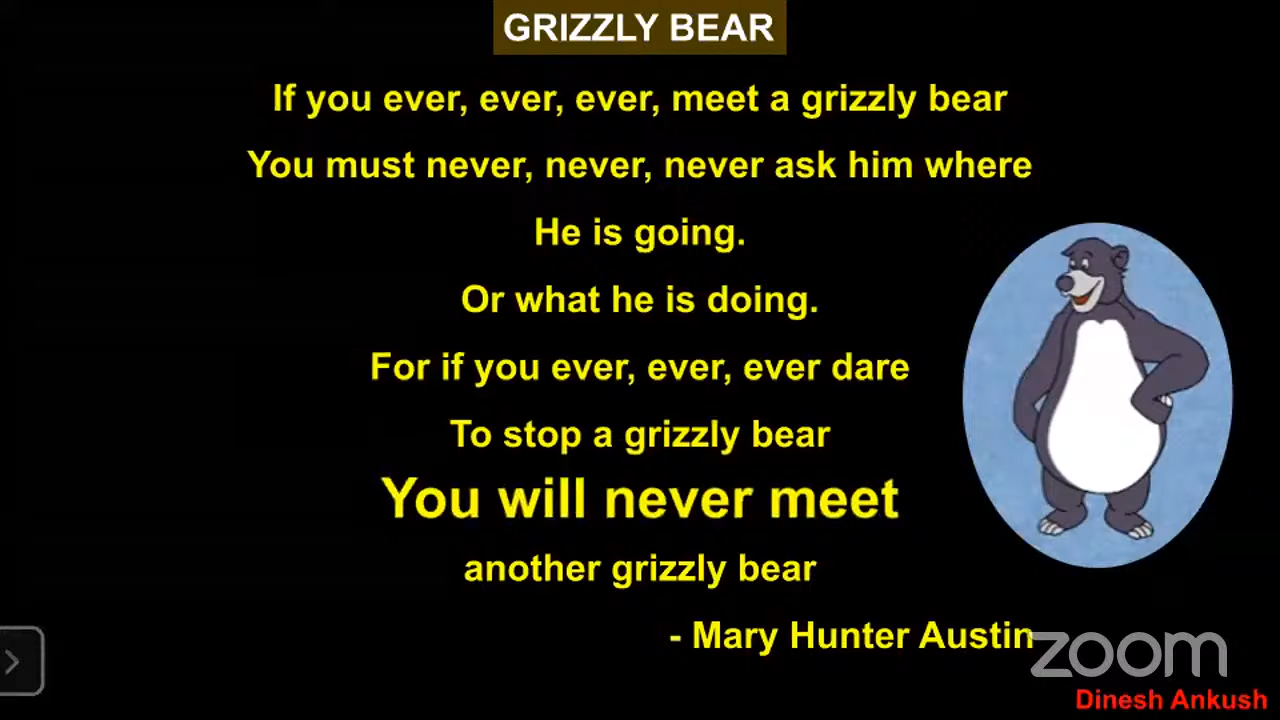 GRIZZLY BEAR
If you ever, ever, ever, meet a grizzly bear
You must never, never, never ask him where
He is going.
Or what he is doing.
For if you ever, ever, ever dare
To stop a grizzly bear
You will never meet
another grizzly bear
- Mary Hunter Austin
zoom
Dinesh Ankush